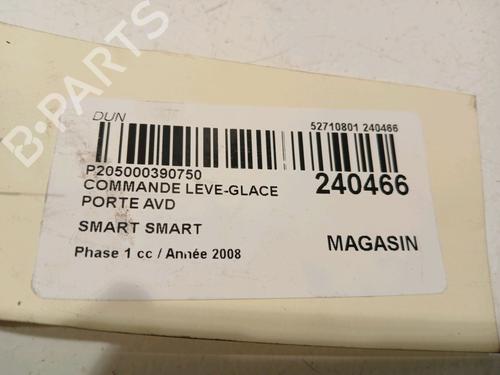 DUN
52710801 240466
P205000390750
COMMANDE LEVE-GLACE
PORTE AVD
240466
SMART SMART
MAGASIN
Phase 1 cc / Année 2008
B-PARTS